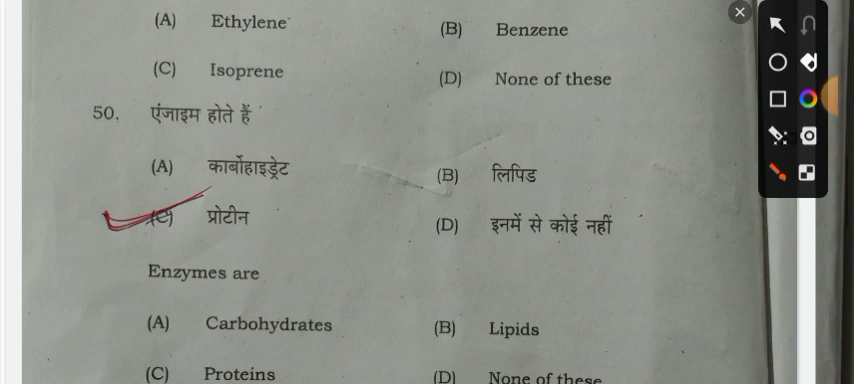 (A) Ethylene (B) Benzene
(C) Isoprene (D) None of these
50. एंजाइम होते हैं
(A) कार्बोहाइड्रेट (B) लिपिड
(C) प्रोटीन (D) इनमें से कोई नहीं
Enzymes are
(A) Carbohydrates (B) Lipids
(C) Proteins (D) None of these